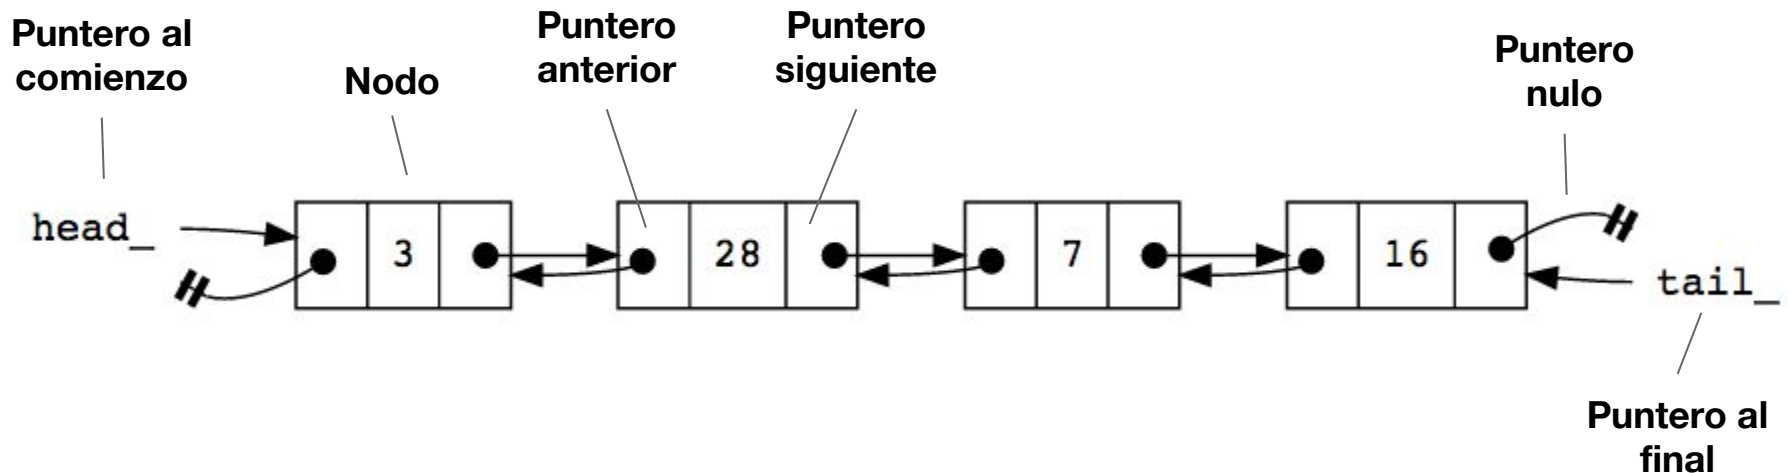 Puntero al
comienzo
Nodo
Puntero
anterior
Puntero
siguiente
Puntero
nulo
head_
3
28
7
16
tail_
Puntero al
final